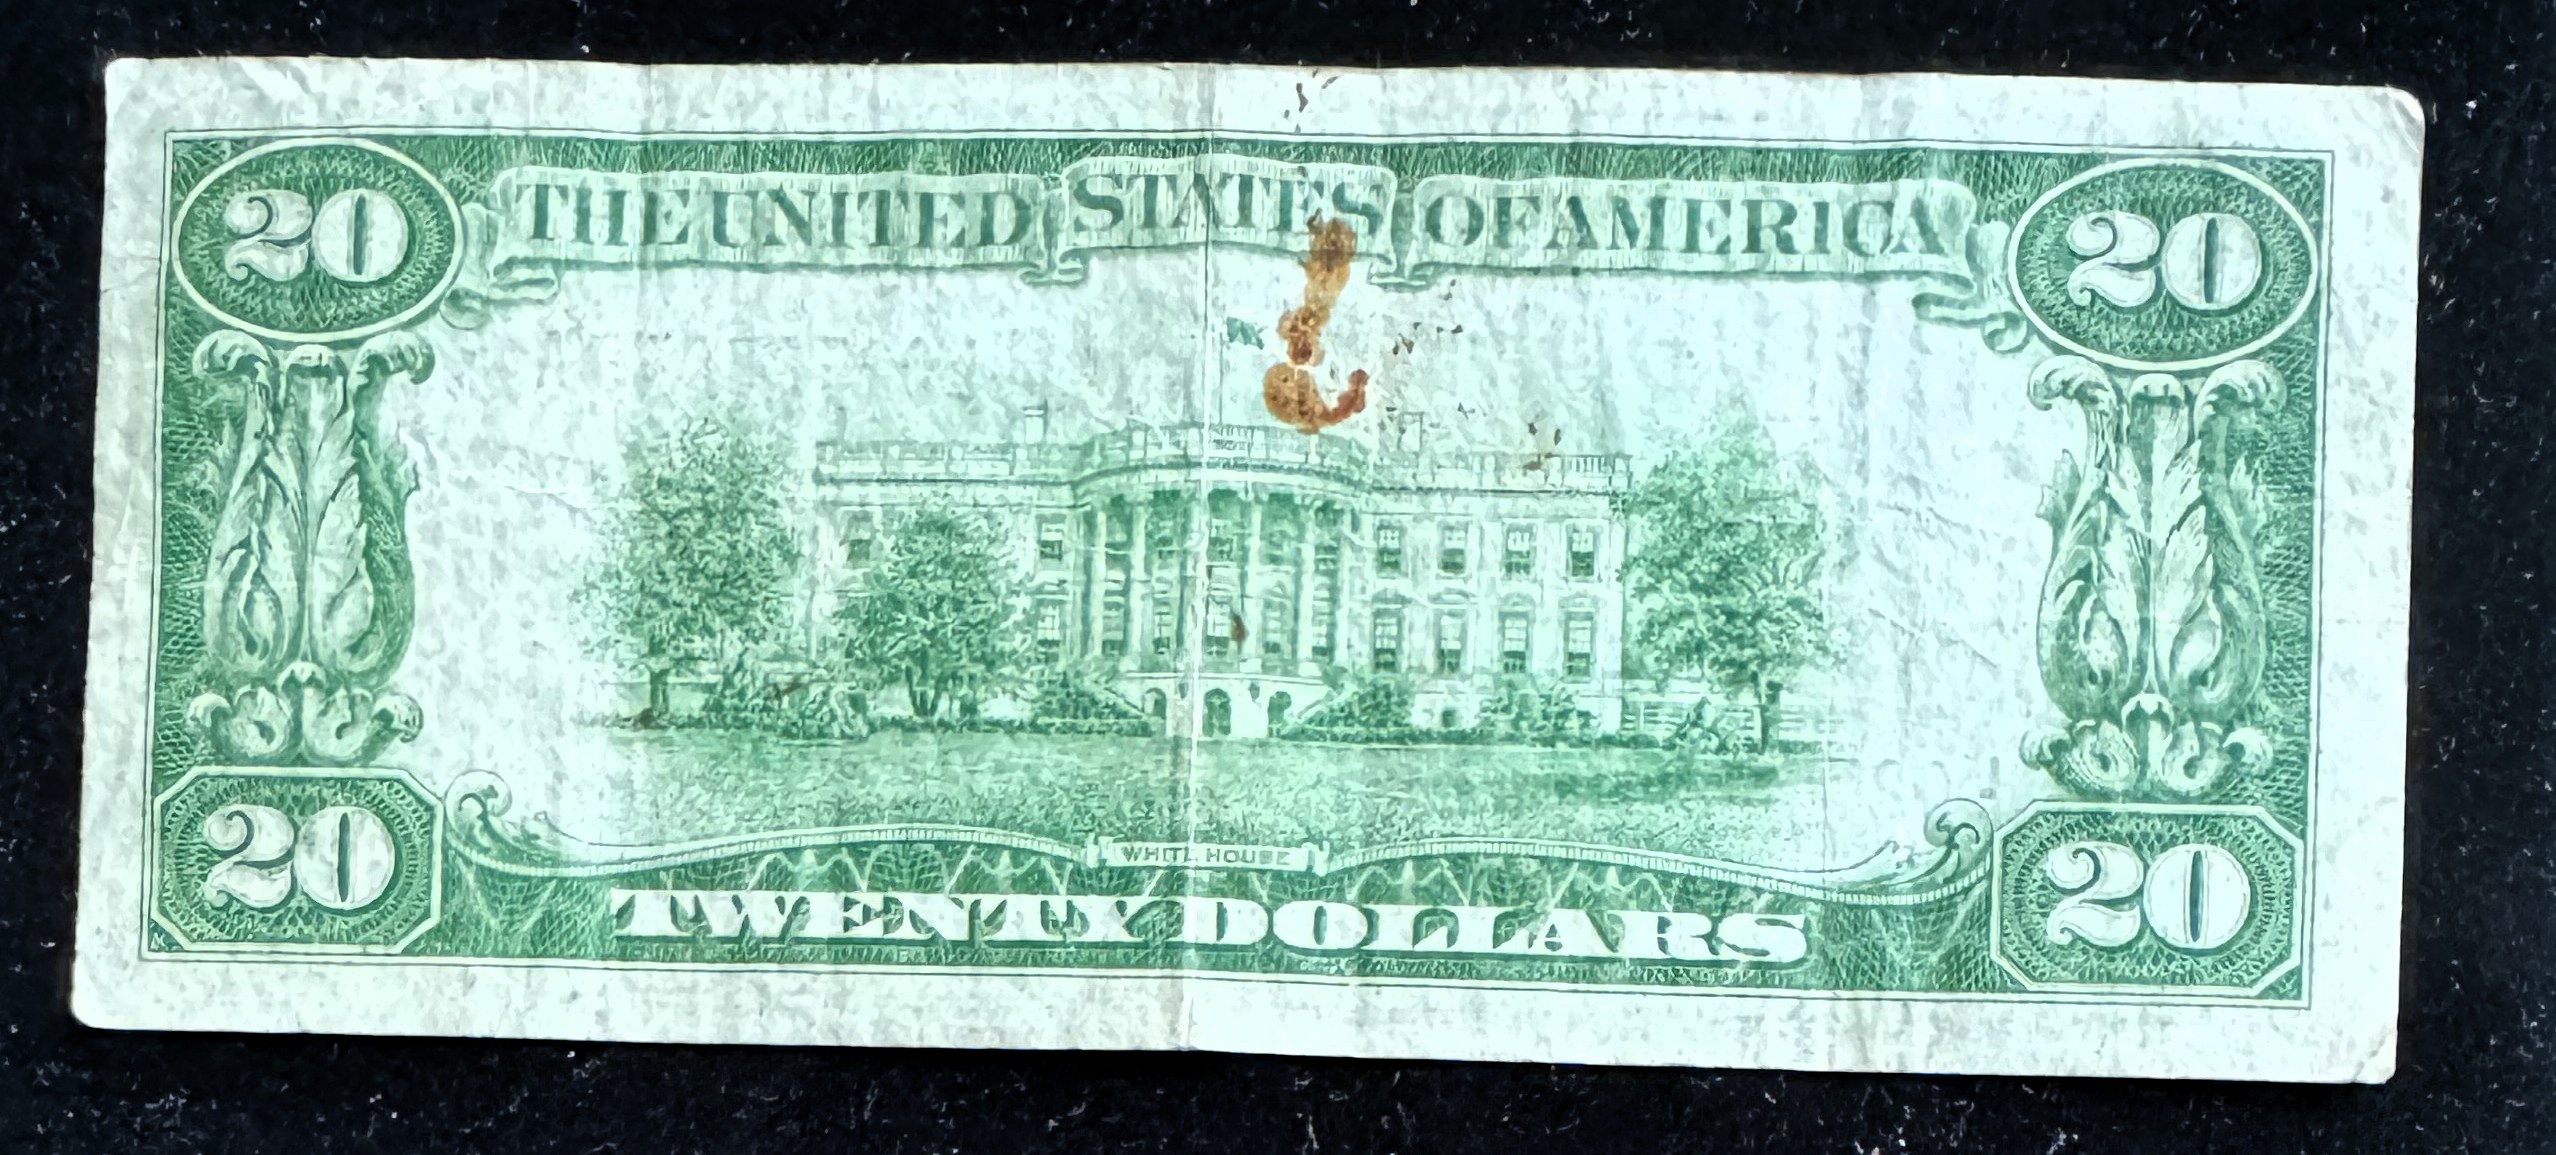 20 THE UNITED STATES OF AMERICA 20
WHITE HOUSE
20 TWENTY DOLLARS 20